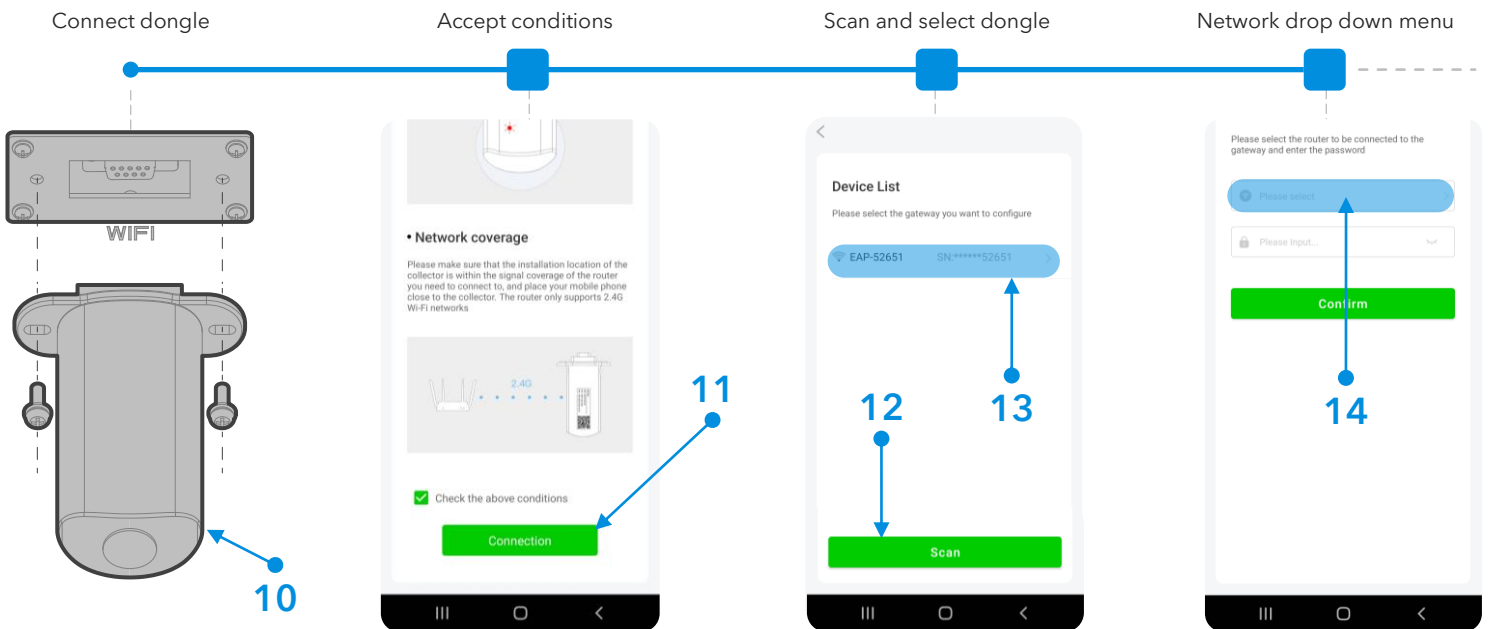 Connect dongle
Accept conditions
Scan and select dongle
Network drop down menu
WIFI
10
• Network coverage
Please make sure that the installation location of the
collector is within the signal coverage of the router
you need to connect to, and place your mobile phone
close to the collector. The router only supports 2.4G
Wi-Fi networks
2.4G
Check the above conditions
Connection
11
Device List
Please select the gateway you want to configure
EAP-52651 SN:******52651
12
13
Scan
Please select the router to be connected to the
gateway and enter the password
Please select
Please Input...
Confirm
14